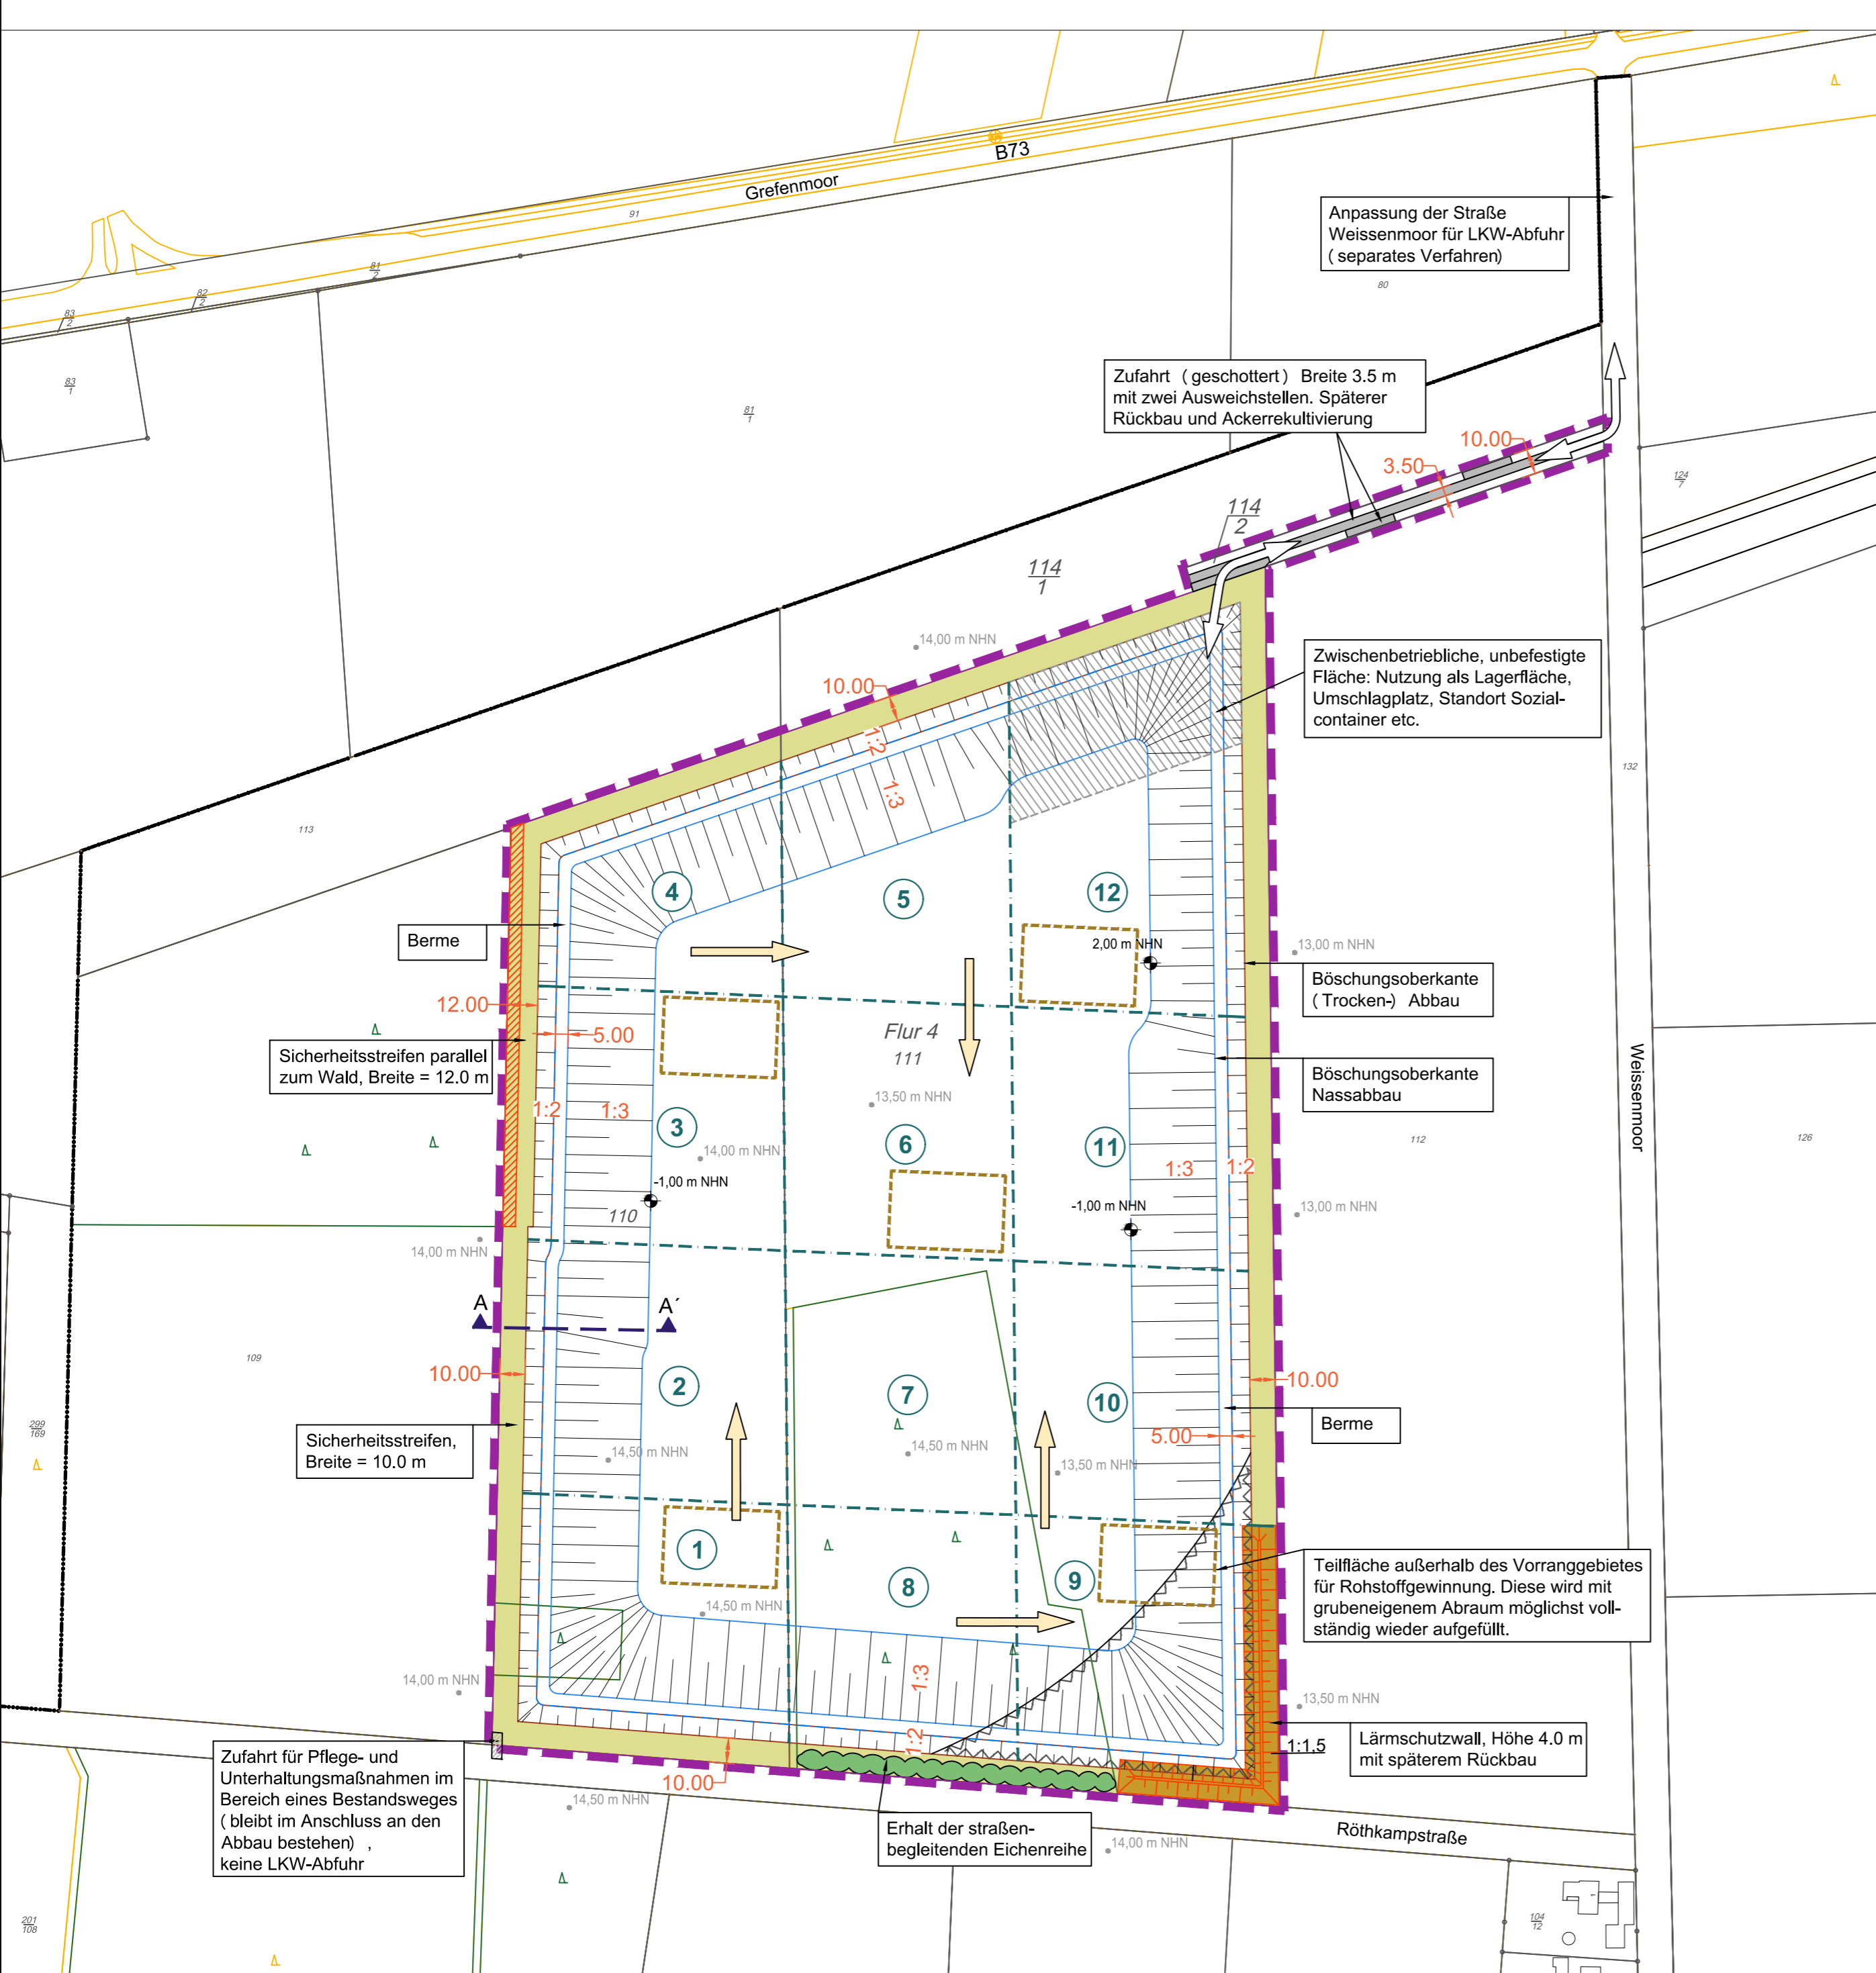 B73
Grefenmoor
91
81
2
82
2
83
2
83
1
81
1
80
Anpassung der Straße
Weissenmoor für LKW-Abfuhr
( separates Verfahren)
Zufahrt ( geschottert) Breite 3.5 m
mit zwei Ausweichstellen. Späterer
Rückbau und Ackerrekultivierung
10.00
3.50
124
7
114
2
114
1
14,00 m NHN
Zwischenbetriebliche, unbefestigte
Fläche: Nutzung als Lagerfläche,
Umschlagplatz, Standort Sozial-
container etc.
10.00
1:2
1:3
132
113
4
5
12
Berme
2,00 m NHN
13,00 m NHN
Böschungsoberkante
( Trocken-) Abbau
12.00
5.00
Flur 4
111
Sicherheitsstreifen parallel
zum Wald, Breite = 12.0 m
Böschungsoberkante
Nassabbau
Weissenmoor
13,50 m NHN
1:2
1:3
3
6
11
112
126
14,00 m NHN
1:3
1:2
-1,00 m NHN
-1,00 m NHN
13,00 m NHN
110
14,00 m NHN
A
A´
109
10.00
2
7
10
10.00
Berme
299
169
Sicherheitsstreifen,
Breite = 10.0 m
14,50 m NHN
14,50 m NHN
13,50 m NHN
5.00
1
8
9
Teilfläche außerhalb des Vorranggebietes
für Rohstoffgewinnung. Diese wird mit
grubeneigenem Abraum möglichst voll-
ständig wieder aufgefüllt.
14,50 m NHN
14,00 m NHN
1:3
13,50 m NHN
1:2
Lärmschutzwall, Höhe 4.0 m
mit späterem Rückbau
1:1,5
Zufahrt für Pflege- und
Unterhaltungsmaßnahmen im
Bereich eines Bestandsweges
( bleibt im Anschluss an den
Abbau bestehen) ,
keine LKW-Abfuhr
10.00
14,50 m NHN
Erhalt der straßen-
begleitenden Eichenreihe
14,00 m NHN
Röthkampstraße
201
108
104
12